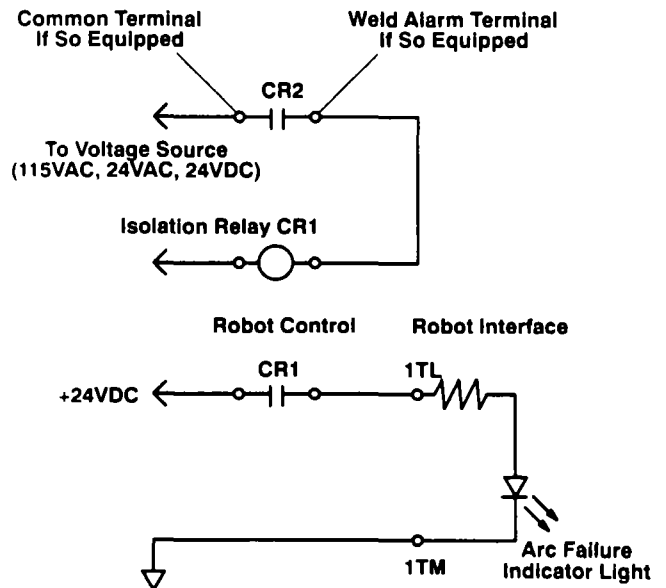 Common Terminal
If So Equipped
Weld Alarm Terminal
If So Equipped
CR2
To Voltage Source
(115VAC, 24VAC, 24VDC)
Isolation Relay CR1
Robot Control
Robot Interface
CR1
1TL
+24VDC
1TM
Arc Failure
Indicator Light